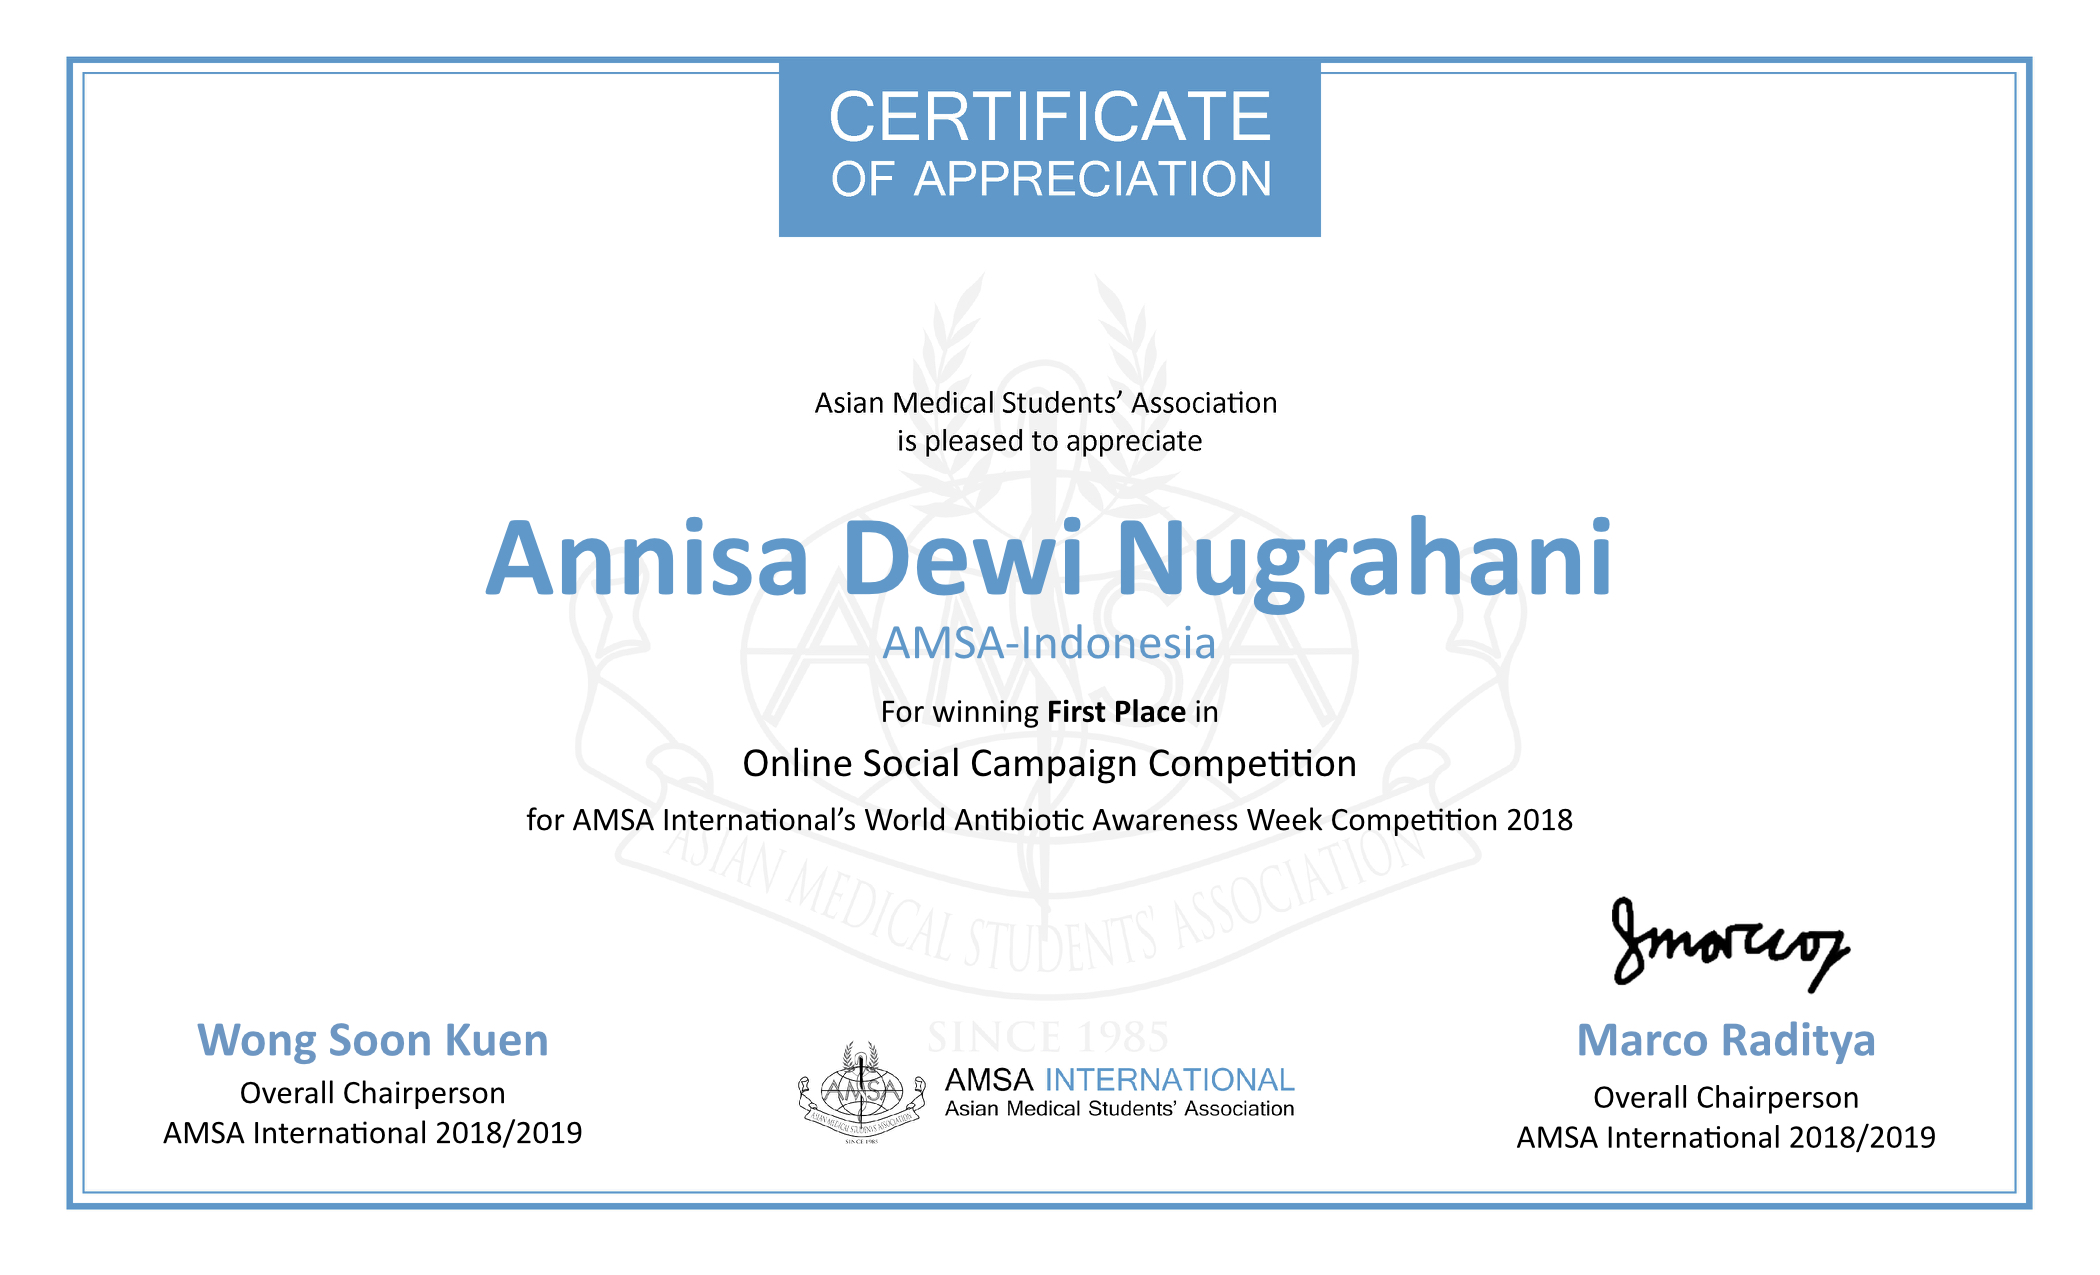 CERTIFICATE
OF APPRECIATION
Asian Medical Students’ Association
is pleased to appreciate
Annisa Dewi Nugrahani
AMSA-Indonesia
For winning First Place in
Online Social Campaign Competition
for AMSA International’s World Antibiotic Awareness Week Competition 2018
AMSA
ASIAN MEDICAL STUDENTS' ASSOCIATION
SINCE 1985
Wong Soon Kuen
Overall Chairperson
AMSA International 2018/2019
AMSA
ASIAN MEDICAL STUDENTS' ASSOCIATION
SINCE 1985
AMSA INTERNATIONAL
Asian Medical Students’ Association
Marco Raditya
Overall Chairperson
AMSA International 2018/2019